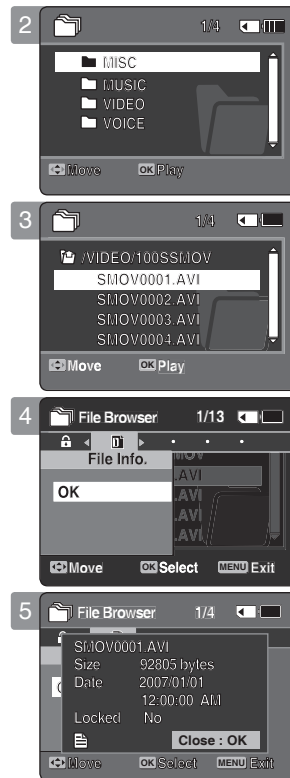 2
1/4
MISC
MUSIC
VIDEO
VOICE
Move OK Play
3
1/4
/VIDEO/100SSMOV
SMOV0001.AVI
SMOV0002.AVI
SMOV0003.AVI
SMOV0004.AVI
Move OK Play
4
File Browser 1/13
File Info.
MOV
.AVI
OK
.AVI
.AVI
.AVI
Move OK Select MENU Exit
5
File Browser 1/4
SMOV0001.AVI
Size 92805 bytes
Date 2007/01/01
12:00:00 AM
Locked No
Close : OK
Move OK Select MENU Exit